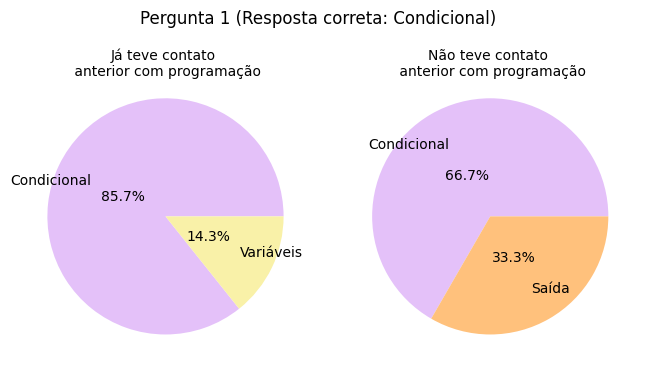 Pergunta 1 (Resposta correta: Condicional)
Já teve contato
anterior com programação
Condicional
85.7%
14.3%
Variáveis
Não teve contato
anterior com programação
Condicional
66.7%
33.3%
Saída